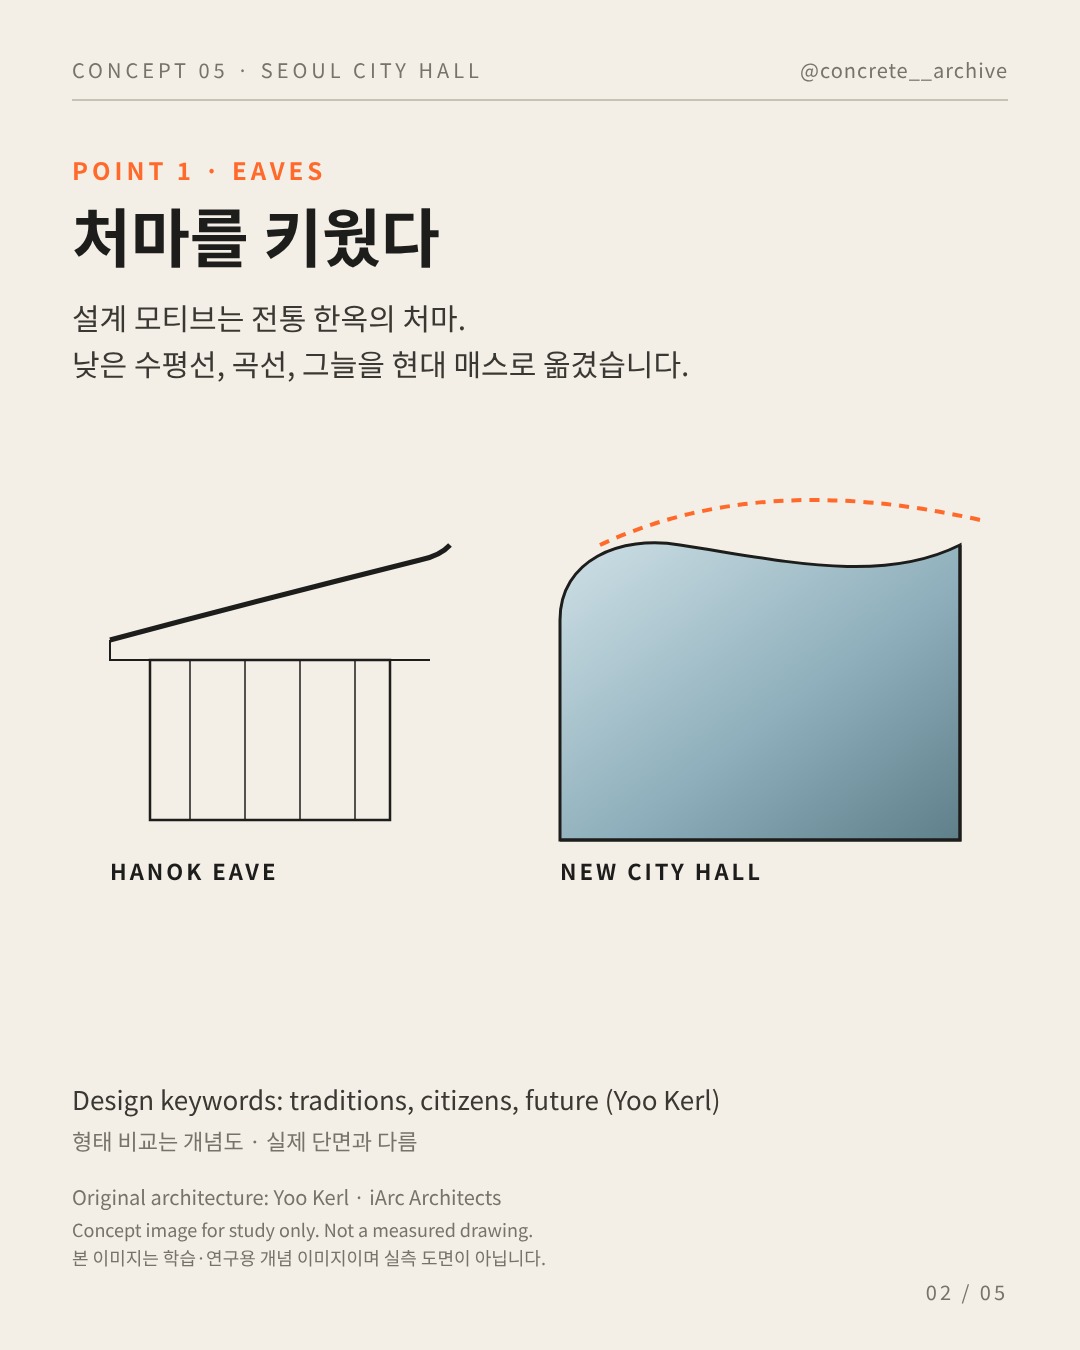 CONCEPT 05 · SEOUL CITY HALL
@concrete__archive
POINT 1 · EAVES
처마를 키웠다
설계 모티브는 전통 한옥의 처마.
낮은 수평선, 곡선, 그늘을 현대 매스로 옮겼습니다.
HANOK EAVE
NEW CITY HALL
Design keywords: traditions, citizens, future (Yoo Kerl)
형태 비교는 개념도 · 실제 단면과 다름
Original architecture: Yoo Kerl · iArc Architects
Concept image for study only. Not a measured drawing.
본 이미지는 학습·연구용 개념 이미지이며 실측 도면이 아닙니다.
02 / 05